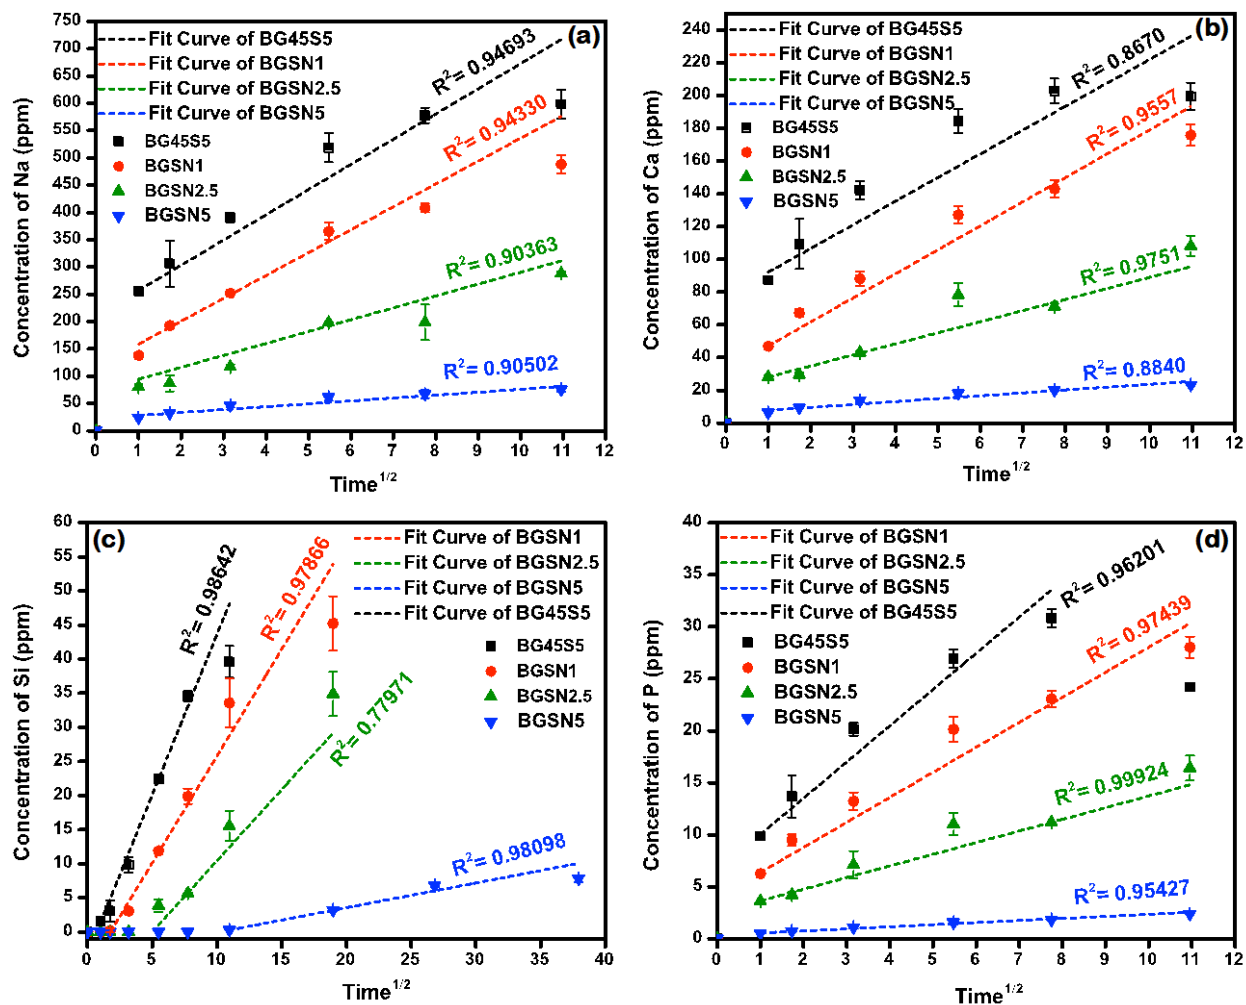 (a)
Fit Curve of BG45S5
Fit Curve of BGSN1
Fit Curve of BGSN2.5
Fit Curve of BGSN5
BG45S5
BGSN1
BGSN2.5
BGSN5
R²= 0.94693
R²= 0.94330
R²= 0.90363
R²= 0.90502
Concentration of Na (ppm)
750
700
650
600
550
500
450
400
350
300
250
200
150
100
50
0
0 1 2 3 4 5 6 7 8 9 10 11 12
Time^1/2
(b)
Fit Curve of BG45S5
Fit Curve of BGSN1
Fit Curve of BGSN2.5
Fit Curve of BGSN5
BG45S5
BGSN1
BGSN2.5
BGSN5
R²= 0.8670
R²= 0.9557
R²= 0.9751
R²= 0.8840
Concentration of Ca (ppm)
240
220
200
180
160
140
120
100
80
60
40
20
0
0 1 2 3 4 5 6 7 8 9 10 11 12
Time^1/2
(c)
Fit Curve of BGSN1
Fit Curve of BGSN2.5
Fit Curve of BGSN5
Fit Curve of BG45S5
BG45S5
BGSN1
BGSN2.5
BGSN5
R²= 0.98642
R²= 0.97866
R²= 0.77971
R²= 0.98098
Concentration of Si (ppm)
60
55
50
45
40
35
30
25
20
15
10
5
0
0 5 10 15 20 25 30 35 40
Time^1/2
(d)
Fit Curve of BGSN1
Fit Curve of BGSN2.5
Fit Curve of BGSN5
Fit Curve of BG45S5
BG45S5
BGSN1
BGSN2.5
BGSN5
R²= 0.96201
R²= 0.97439
R²= 0.99924
R²= 0.95427
Concentration of P (ppm)
40
35
30
25
20
15
10
5
0
0 1 2 3 4 5 6 7 8 9 10 11 12
Time^1/2